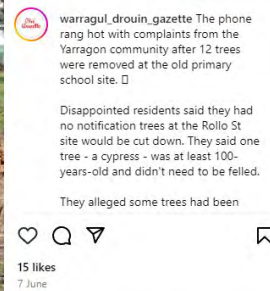 warragul_drouin_gazette The phone
rang hot with complaints from the
Yarragon community after 12 trees
were removed at the old primary
school site.
Disappointed residents said they had
no notification trees at the Rollo St
site would be cut down. They said one
tree - a cypress - was at least 100-
years-old and didn't need to be felled.
They alleged some trees had been
15 likes
7 June